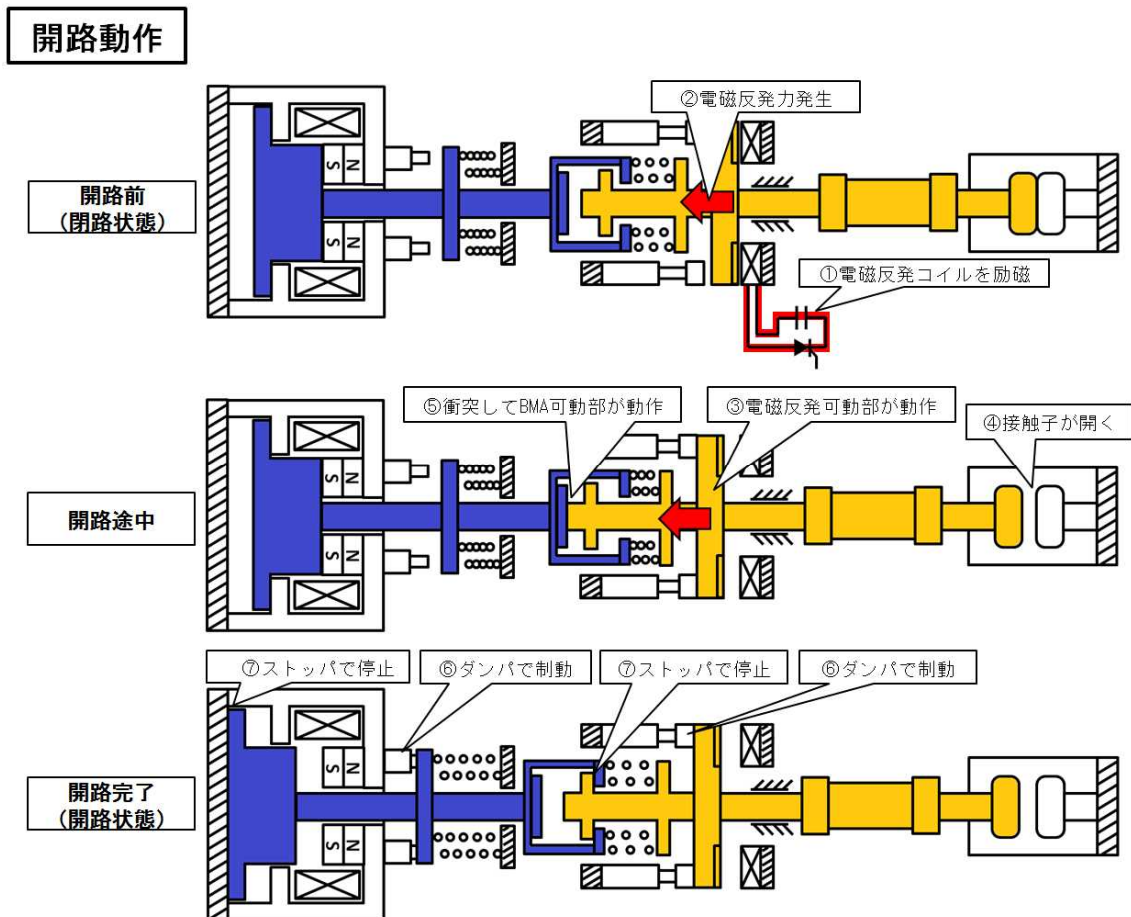 開路動作
②電磁反発力発生
開路前
(閉路状態)
S N
S N
①電磁反発コイルを励磁
⑤衝突してBMA可動部が動作
③電磁反発可動部が動作
④接触子が開く
開路途中
S N
S N
⑦ストッパで停止
⑥ダンパで制動
⑦ストッパで停止
⑥ダンパで制動
開路完了
(開路状態)
S N
S N